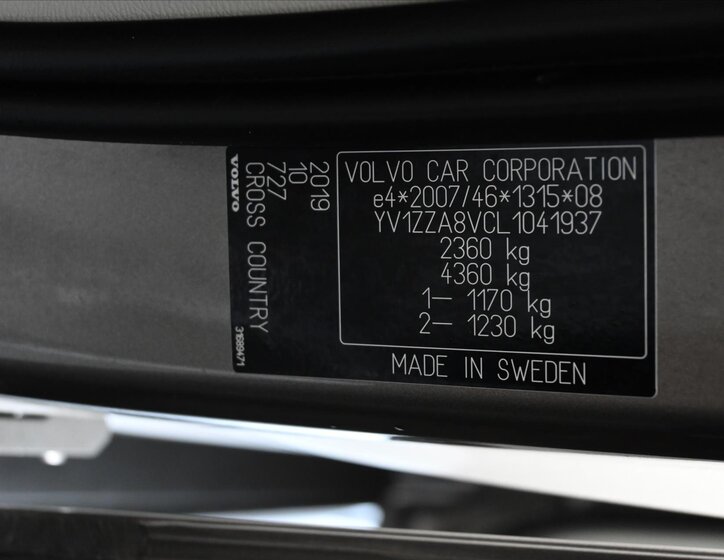 VOLVO CAR CORPORATION
e4*2007/46*1315*08
YV1ZZA8VCL1041937
2360 kg
4360 kg
1– 1170 kg
2– 1230 kg
MADE IN SWEDEN
2019
10
727
CROSS COUNTRY
VOLVO
31689471